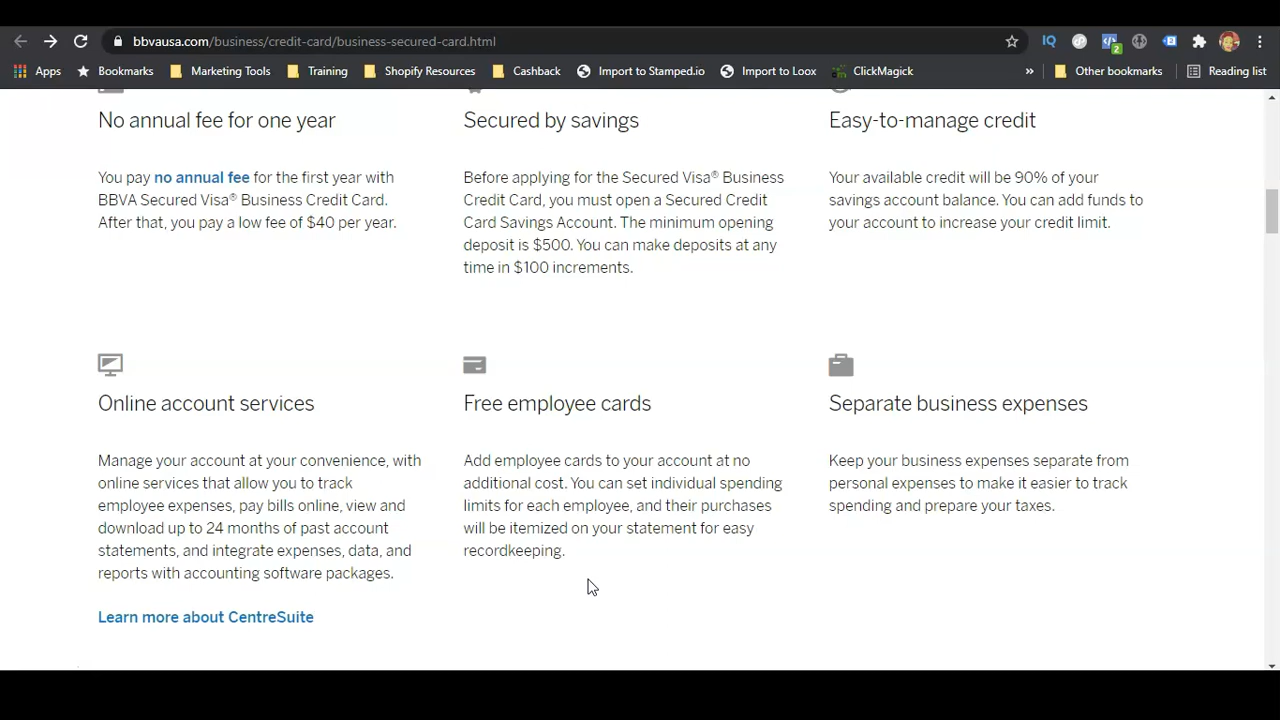 bbvausa.com/business/credit-card/business-secured-card.html
IQ
2
Apps
Bookmarks
Marketing Tools
Training
Shopify Resources
Cashback
Import to Stamped.io
Import to Loox
ClickMagick
»
Other bookmarks
Reading list
No annual fee for one year
You pay no annual fee for the first year with
BBVA Secured Visa® Business Credit Card.
After that, you pay a low fee of $40 per year.
Secured by savings
Before applying for the Secured Visa® Business
Credit Card, you must open a Secured Credit
Card Savings Account. The minimum opening
deposit is $500. You can make deposits at any
time in $100 increments.
Easy-to-manage credit
Your available credit will be 90% of your
savings account balance. You can add funds to
your account to increase your credit limit.
Online account services
Manage your account at your convenience, with
online services that allow you to track
employee expenses, pay bills online, view and
download up to 24 months of past account
statements, and integrate expenses, data, and
reports with accounting software packages.
Learn more about CentreSuite
Free employee cards
Add employee cards to your account at no
additional cost. You can set individual spending
limits for each employee, and their purchases
will be itemized on your statement for easy
recordkeeping.
Separate business expenses
Keep your business expenses separate from
personal expenses to make it easier to track
spending and prepare your taxes.